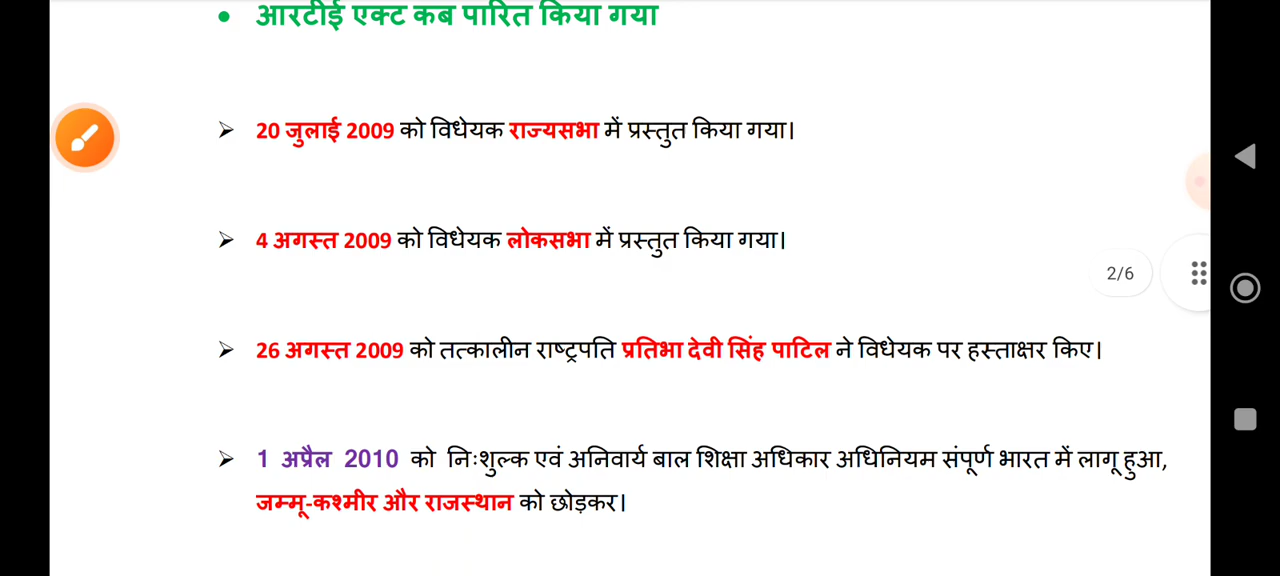 • आरटीई एक्ट कब पारित किया गया
➢ 20 जुलाई 2009 को विधेयक राज्यसभा में प्रस्तुत किया गया।
➢ 4 अगस्त 2009 को विधेयक लोकसभा में प्रस्तुत किया गया।
2/6
➢ 26 अगस्त 2009 को तत्कालीन राष्ट्रपति प्रतिभा देवी सिंह पाटिल ने विधेयक पर हस्ताक्षर किए।
➢ 1 अप्रैल 2010 को निःशुल्क एवं अनिवार्य बाल शिक्षा अधिकार अधिनियम संपूर्ण भारत में लागू हुआ,
जम्मू-कश्मीर और राजस्थान को छोड़कर।